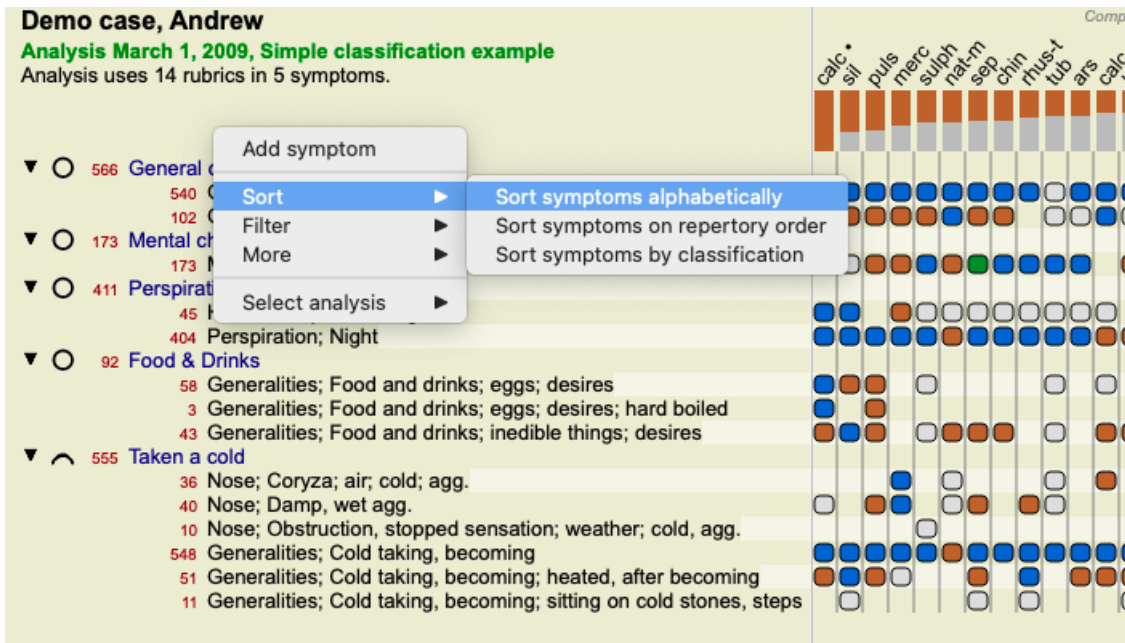 Demo case, Andrew
Analysis March 1, 2009, Simple classification example
Analysis uses 14 rubrics in 5 symptoms.
Comp
calc • sil puls merc sulph nat-m sep chin rhus-t tub ars calc
Add symptom
Sort
Filter
More
Select analysis
Sort symptoms alphabetically
Sort symptoms on repertory order
Sort symptoms by classification
566 General
540
102
173 Mental ch
173
411 Perspirati
45
404 Perspiration; Night
92 Food & Drinks
58 Generalities; Food and drinks; eggs; desires
3 Generalities; Food and drinks; eggs; desires; hard boiled
43 Generalities; Food and drinks; inedible things; desires
555 Taken a cold
36 Nose; Coryza; air; cold; agg.
40 Nose; Damp, wet agg.
10 Nose; Obstruction, stopped sensation; weather; cold, agg.
548 Generalities; Cold taking, becoming
51 Generalities; Cold taking, becoming; heated, after becoming
11 Generalities; Cold taking, becoming; sitting on cold stones, steps